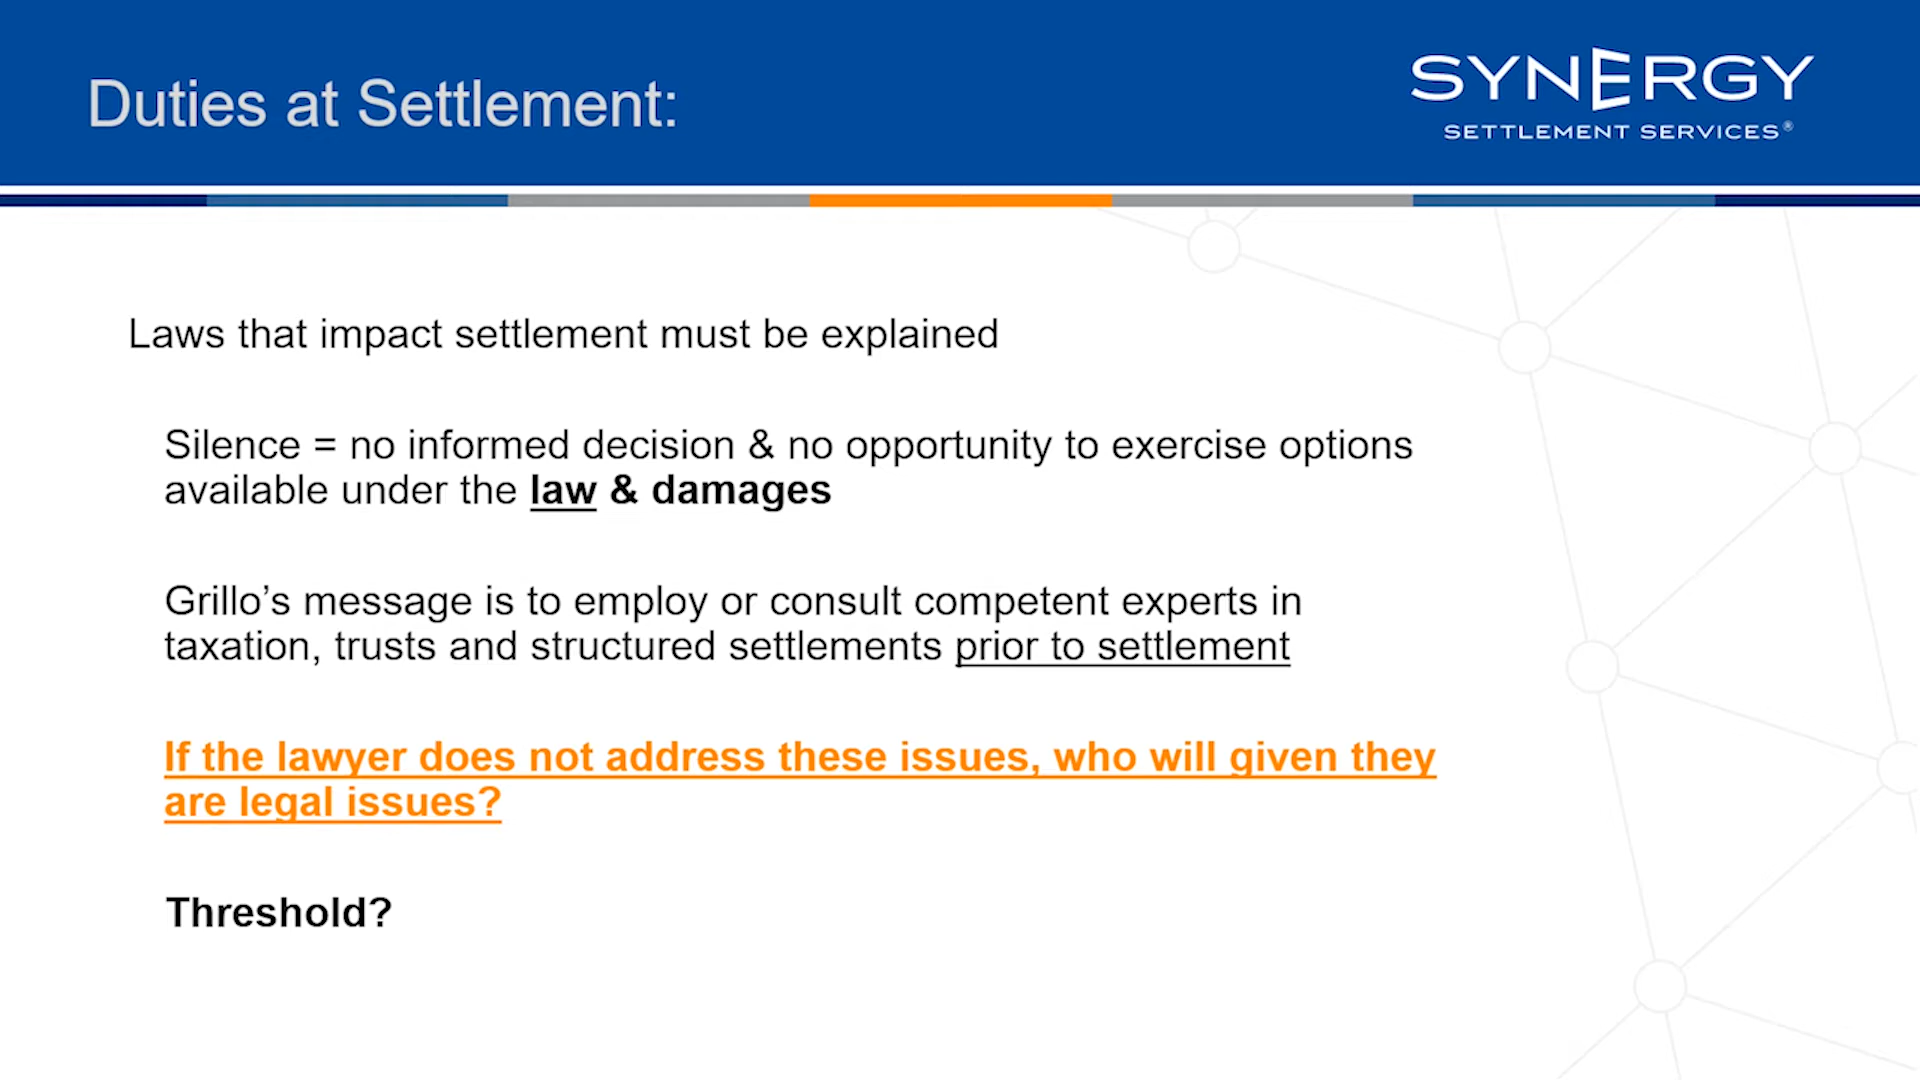 Duties at Settlement:
SYNERGY
SETTLEMENT SERVICES®
Laws that impact settlement must be explained
Silence = no informed decision & no opportunity to exercise options
available under the law & damages
Grillo’s message is to employ or consult competent experts in
taxation, trusts and structured settlements prior to settlement
If the lawyer does not address these issues, who will given they
are legal issues?
Threshold?